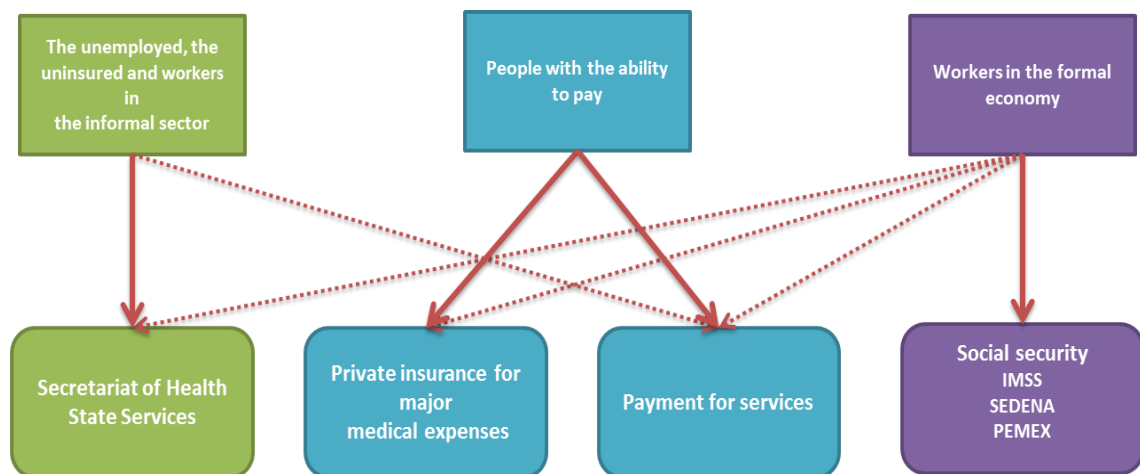 The unemployed, the
uninsured and workers
in
the informal sector
People with the ability
to pay
Workers in the formal
economy
Secretariat of Health
State Services
Private insurance for
major
medical expenses
Payment for services
Social security
IMSS
SEDENA
PEMEX